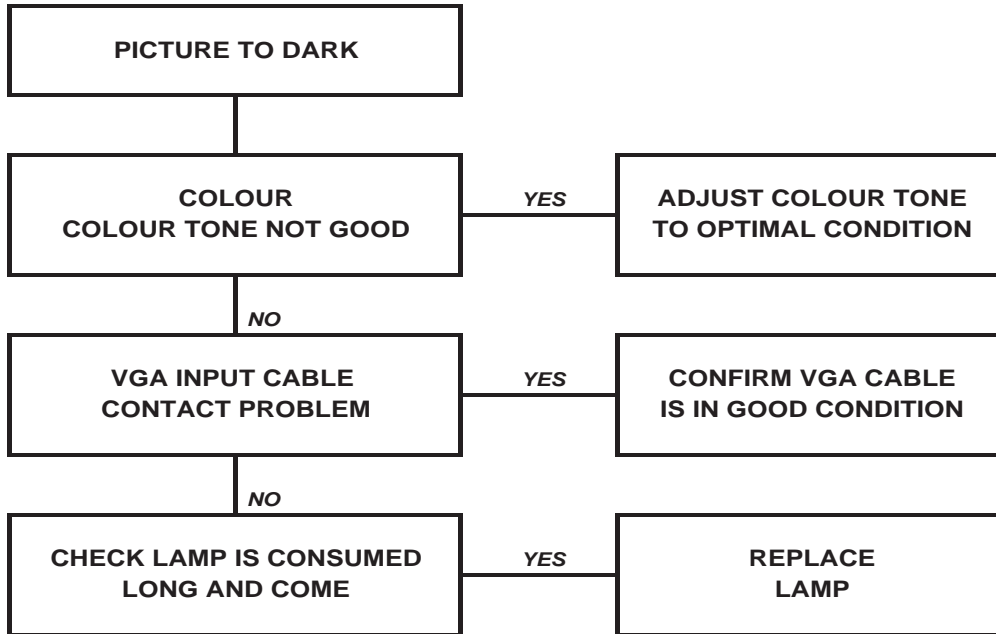 PICTURE TO DARK
COLOUR
COLOUR TONE NOT GOOD
YES
ADJUST COLOUR TONE
TO OPTIMAL CONDITION
NO
VGA INPUT CABLE
CONTACT PROBLEM
YES
CONFIRM VGA CABLE
IS IN GOOD CONDITION
NO
CHECK LAMP IS CONSUMED
LONG AND COME
YES
REPLACE
LAMP